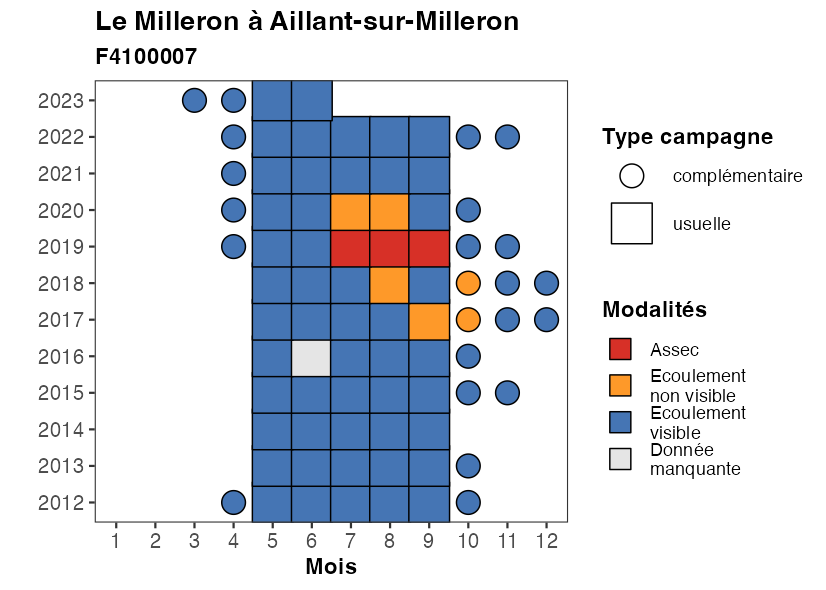 Le Milleron à Aillant-sur-Milleron
F4100007
2023
2022
2021
2020
2019
2018
2017
2016
2015
2014
2013
2012
1 2 3 4 5 6 7 8 9 10 11 12
Mois
Type campagne
complémentaire
usuelle
Modalités
Assec
Ecoulement
non visible
Ecoulement
visible
Donnée
manquante